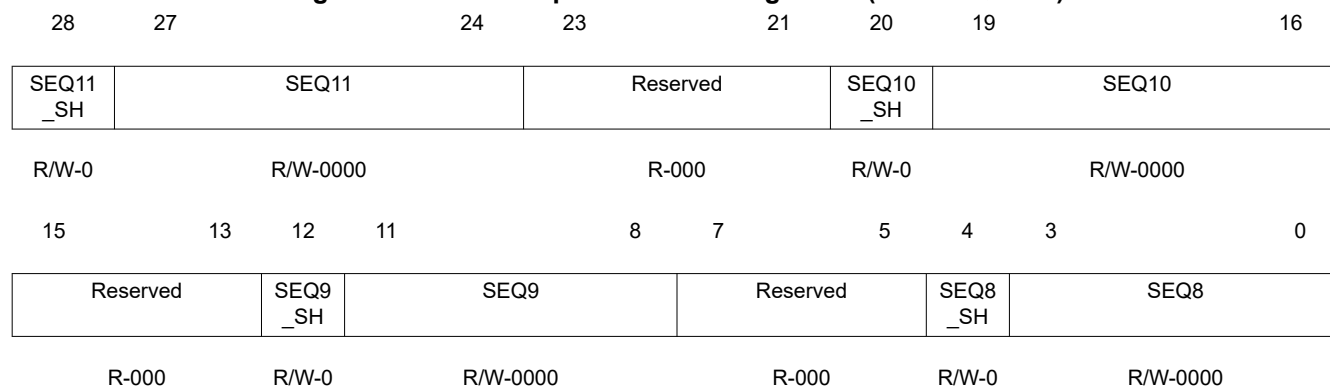 28 27 24 23 21 20 19 16
SEQ11 SEQ11 Reserved SEQ10 SEQ10
_SH _SH
R/W-0 R/W-0000 R-000 R/W-0 R/W-0000
15 13 12 11 8 7 5 4 3 0
Reserved SEQ9 SEQ9 Reserved SEQ8 SEQ8
_SH _SH
R-000 R/W-0 R/W-0000 R-000 R/W-0 R/W-0000